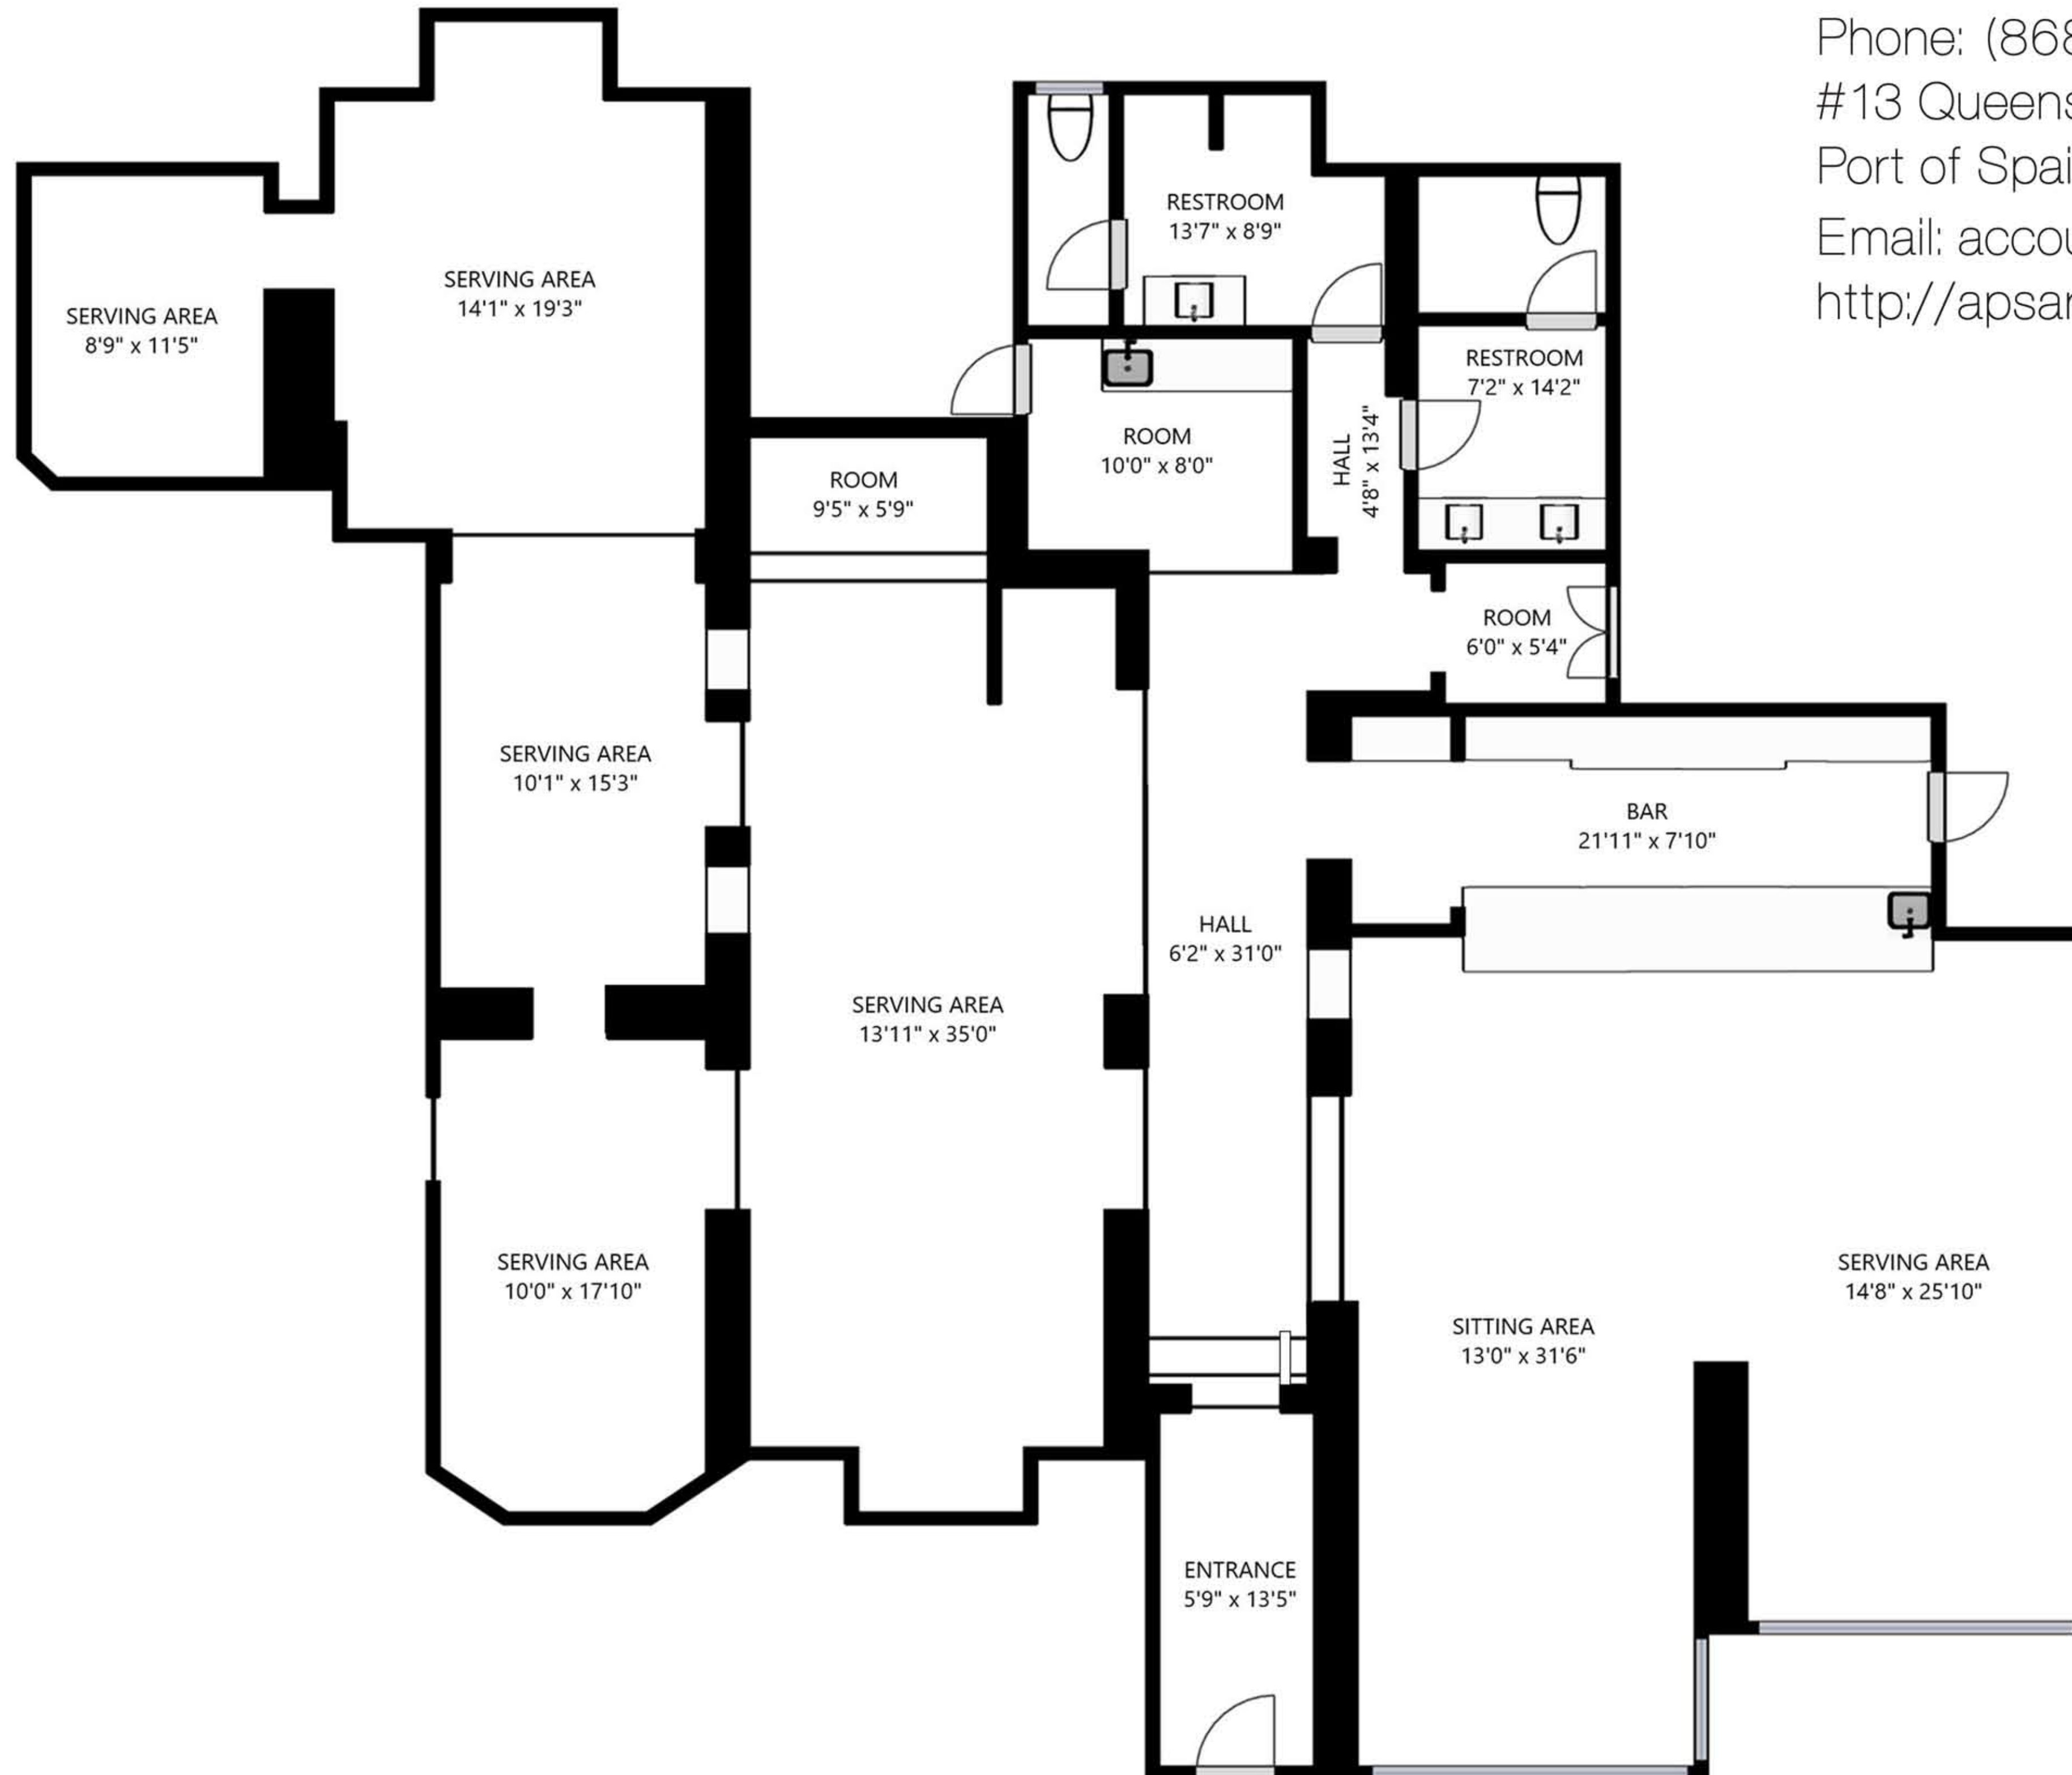 Phone: (868
#13 Queens
Port of Spai
Email: accou
http://apsar
RESTROOM
13'7" x 8'9"
SERVING AREA
14'1" x 19'3"
SERVING AREA
8'9" x 11'5"
RESTROOM
7'2" x 14'2"
ROOM
10'0" x 8'0"
HALL
4'8" x 13'4"
ROOM
9'5" x 5'9"
ROOM
6'0" x 5'4"
SERVING AREA
10'1" x 15'3"
BAR
21'11" x 7'10"
HALL
6'2" x 31'0"
SERVING AREA
13'11" x 35'0"
SERVING AREA
10'0" x 17'10"
SERVING AREA
14'8" x 25'10"
SITTING AREA
13'0" x 31'6"
ENTRANCE
5'9" x 13'5"